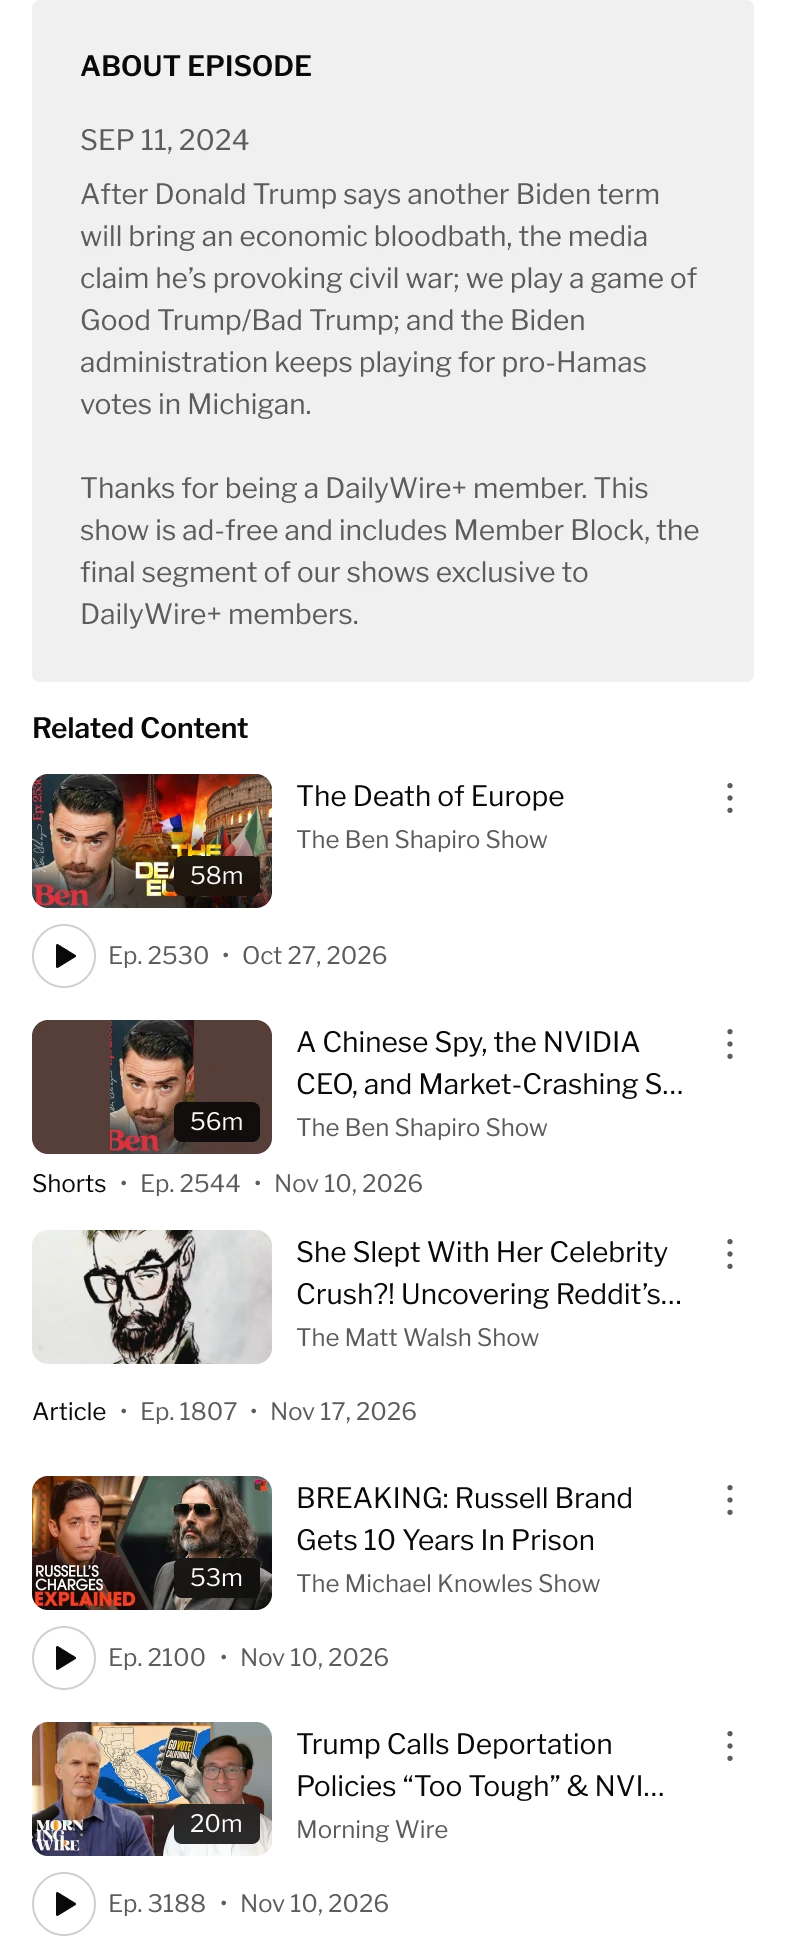 ABOUT EPISODE
SEP 11, 2024
After Donald Trump says another Biden term
will bring an economic bloodbath, the media
claim he’s provoking civil war; we play a game of
Good Trump/Bad Trump; and the Biden
administration keeps playing for pro-Hamas
votes in Michigan.
Thanks for being a DailyWire+ member. This
show is ad-free and includes Member Block, the
final segment of our shows exclusive to
DailyWire+ members.
Related Content
Ben
THE
58m
The Death of Europe
The Ben Shapiro Show
Ep. 2530 • Oct 27, 2026
Ben
56m
A Chinese Spy, the NVIDIA
CEO, and Market-Crashing S...
The Ben Shapiro Show
Shorts • Ep. 2544 • Nov 10, 2026
She Slept With Her Celebrity
Crush?! Uncovering Reddit’s...
The Matt Walsh Show
Article • Ep. 1807 • Nov 17, 2026
RUSSELL'S
CHARGES
EXPLAINED
53m
BREAKING: Russell Brand
Gets 10 Years In Prison
The Michael Knowles Show
Ep. 2100 • Nov 10, 2026
GO VOTE
CALIFORNIA
MORN
ING
WIRE
20m
Trump Calls Deportation
Policies “Too Tough” & NVI...
Morning Wire
Ep. 3188 • Nov 10, 2026